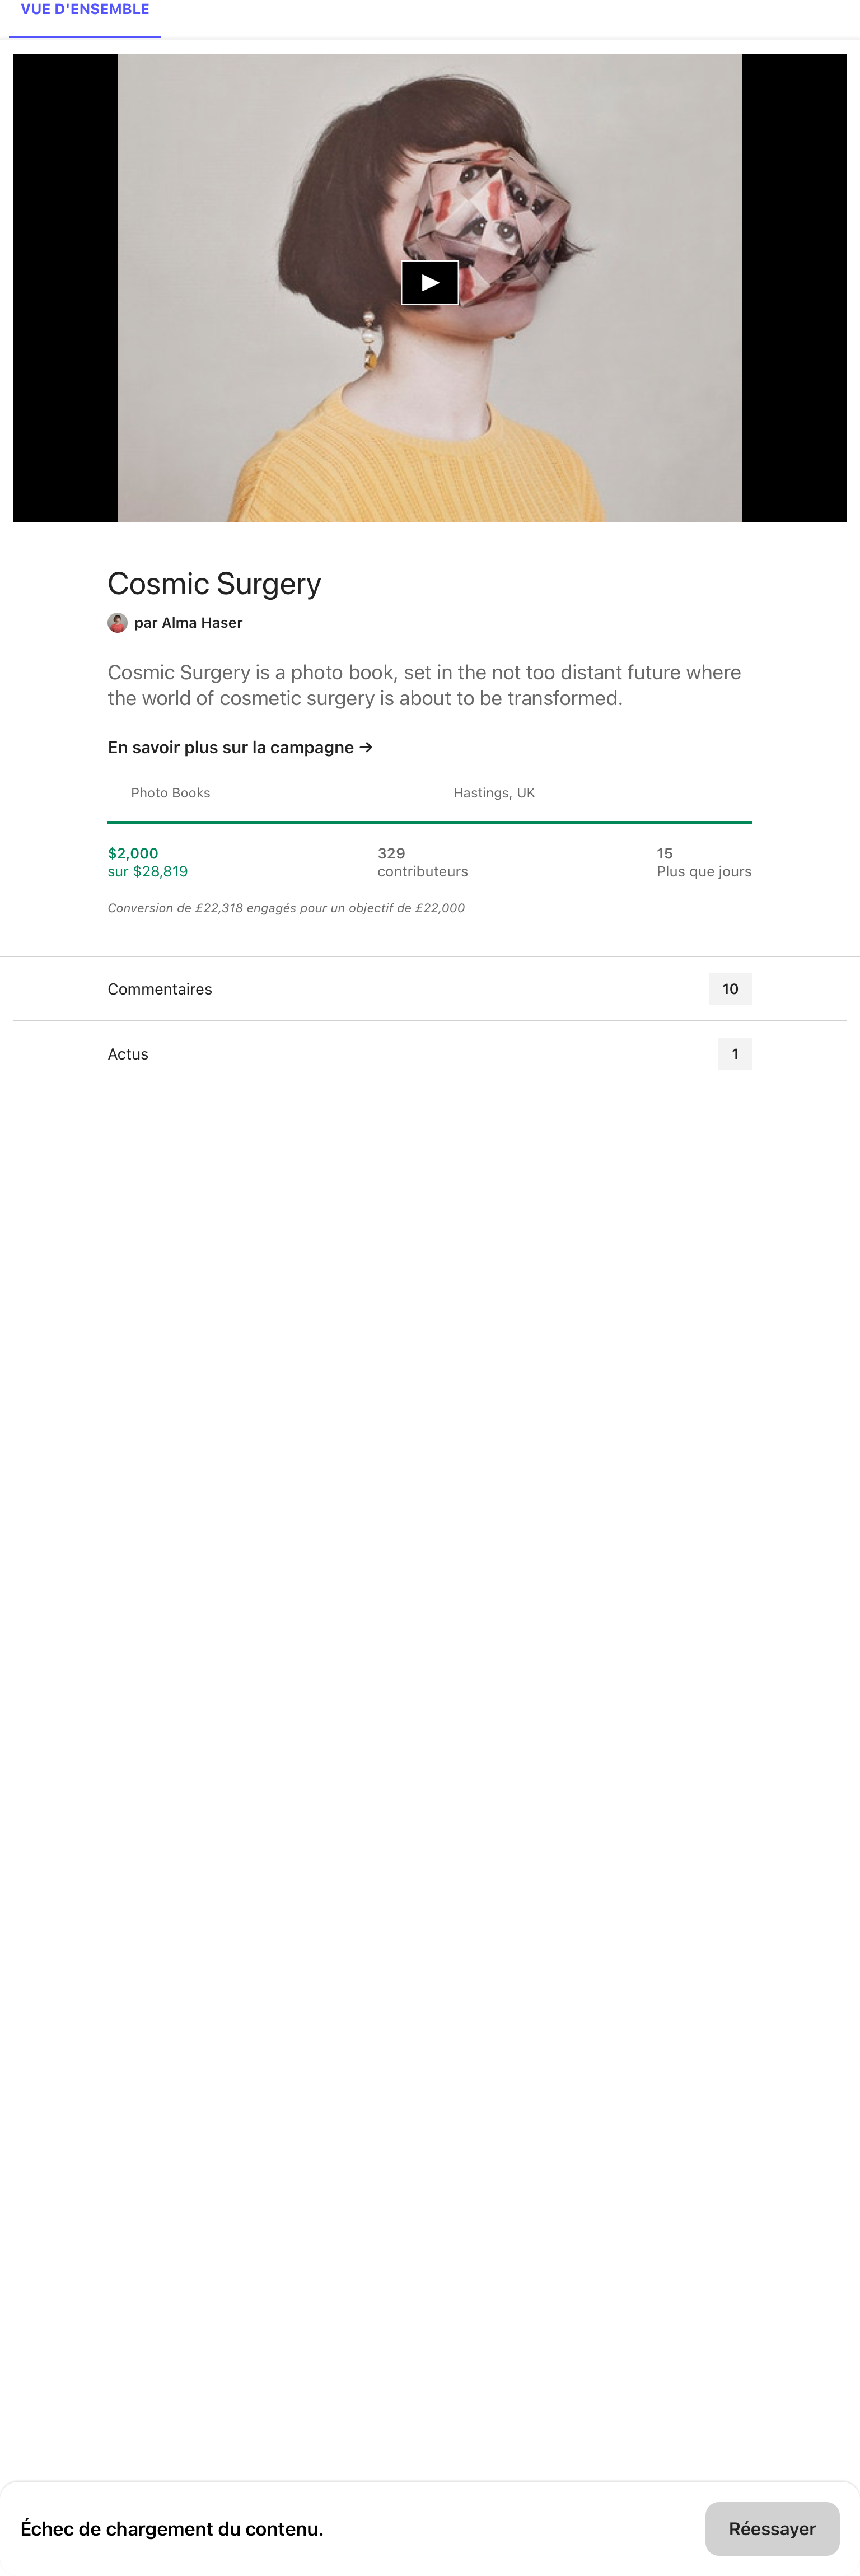 VUE D'ENSEMBLE
Cosmic Surgery
par Alma Haser
Cosmic Surgery is a photo book, set in the not too distant future where
the world of cosmetic surgery is about to be transformed.
En savoir plus sur la campagne →
Photo Books
Hastings, UK
$2,000
sur $28,819
329
contributeurs
15
Plus que jours
Conversion de £22,318 engagés pour un objectif de £22,000
Commentaires
10
Actus
1
Échec de chargement du contenu.
Réessayer